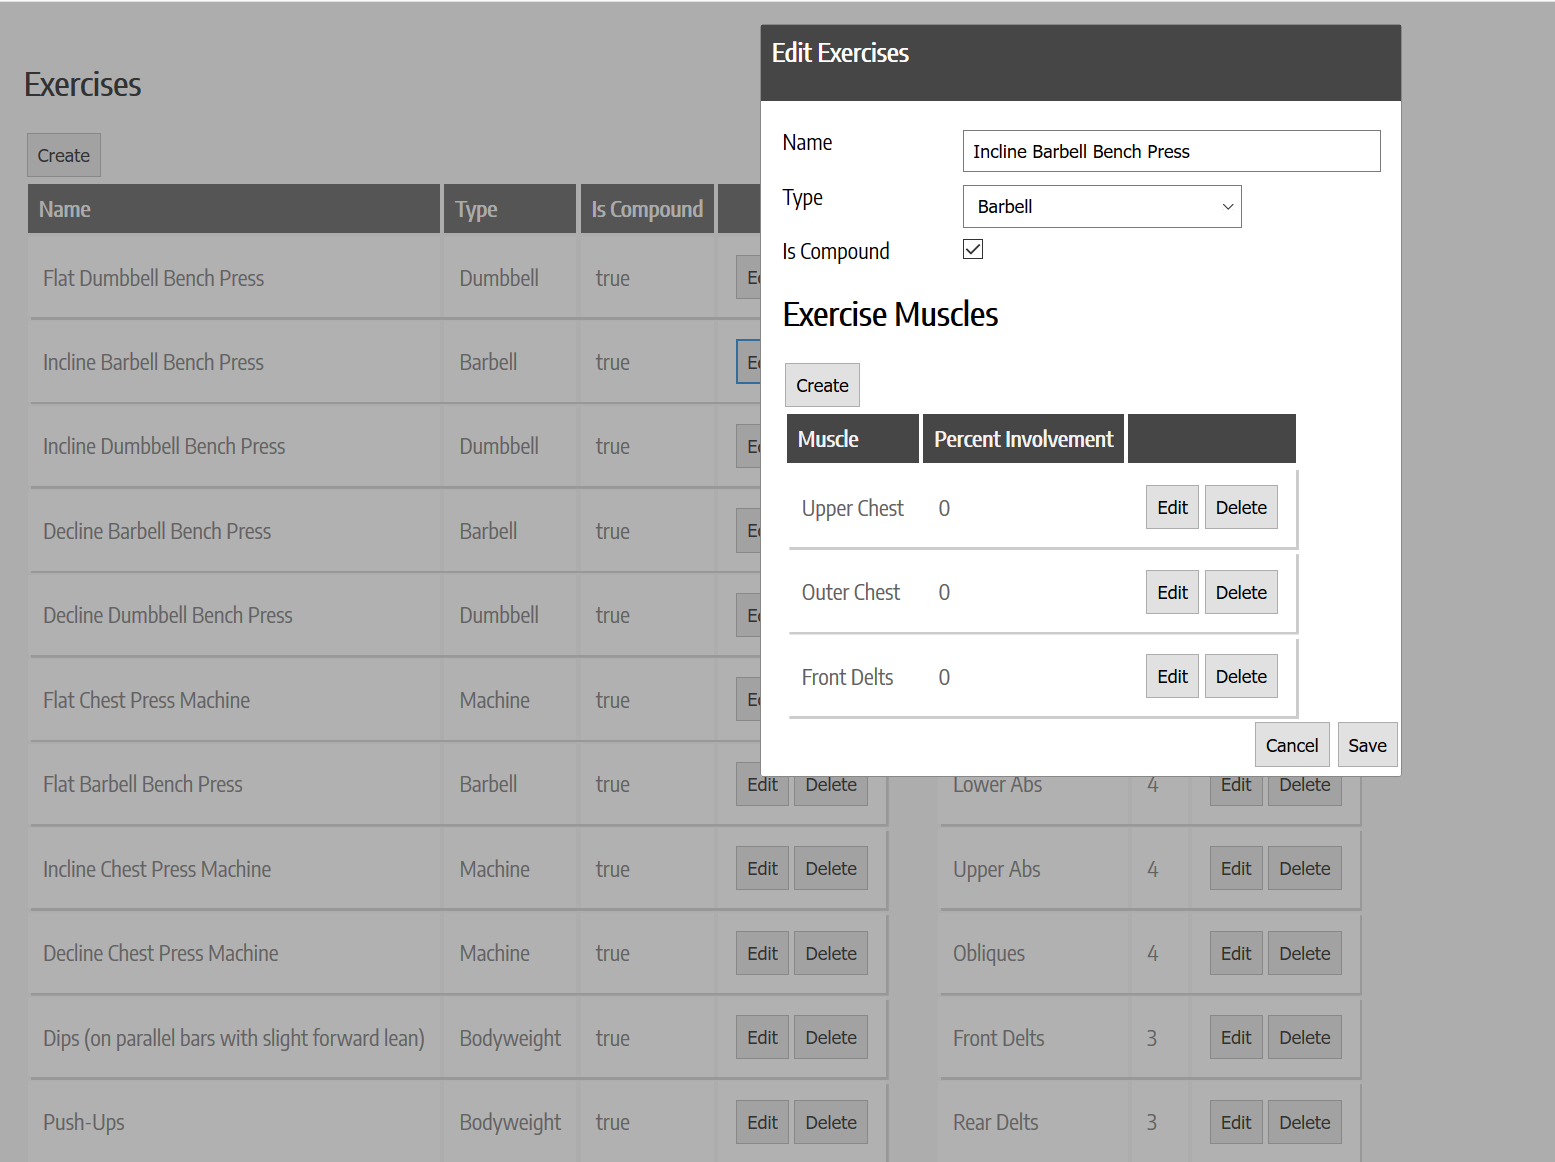 Exercises
Create
Name Type Is Compound
Flat Dumbbell Bench Press Dumbbell true
Incline Barbell Bench Press Barbell true
Incline Dumbbell Bench Press Dumbbell true
Decline Barbell Bench Press Barbell true
Decline Dumbbell Bench Press Dumbbell true
Flat Chest Press Machine Machine true
Flat Barbell Bench Press Barbell true Edit Delete
Incline Chest Press Machine Machine true Edit Delete
Decline Chest Press Machine Machine true Edit Delete
Dips (on parallel bars with slight forward lean) Bodyweight true Edit Delete
Push-Ups Bodyweight true Edit Delete
Edit Exercises
Name Incline Barbell Bench Press
Type Barbell
Is Compound
Exercise Muscles
Create
Muscle Percent Involvement
Upper Chest 0 Edit Delete
Outer Chest 0 Edit Delete
Front Delts 0 Edit Delete
Cancel Save
Lower Abs 4 Edit Delete
Upper Abs 4 Edit Delete
Obliques 4 Edit Delete
Front Delts 3 Edit Delete
Rear Delts 3 Edit Delete